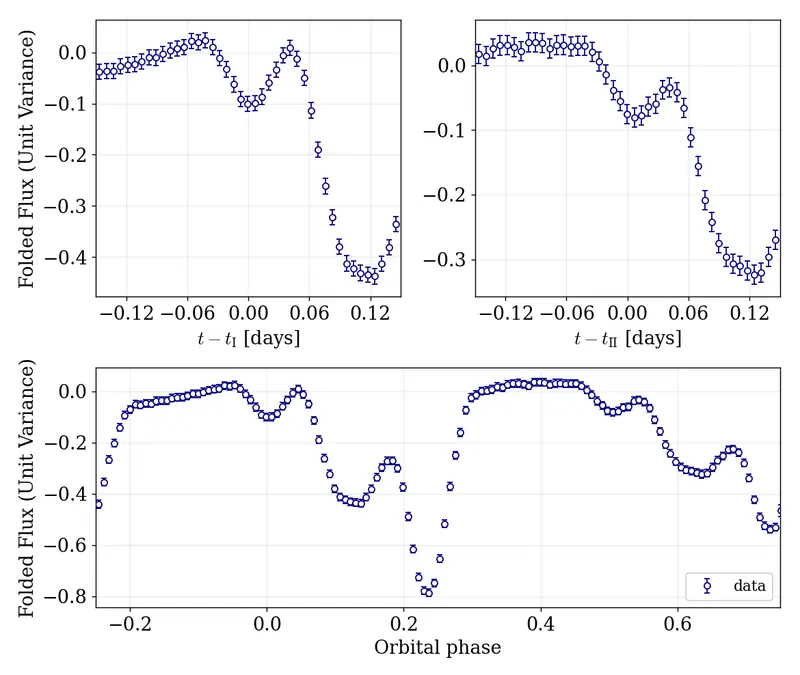 Folded Flux (Unit Variance)
0.0
−0.1
−0.2
−0.3
−0.4
−0.12 −0.06 0.00 0.06 0.12
t − tI [days]
0.0
−0.1
−0.2
−0.3
−0.12 −0.06 0.00 0.06 0.12
t − tII [days]
Folded Flux (Unit Variance)
0.0
−0.2
−0.4
−0.6
−0.8
data
−0.2 0.0 0.2 0.4 0.6
Orbital phase